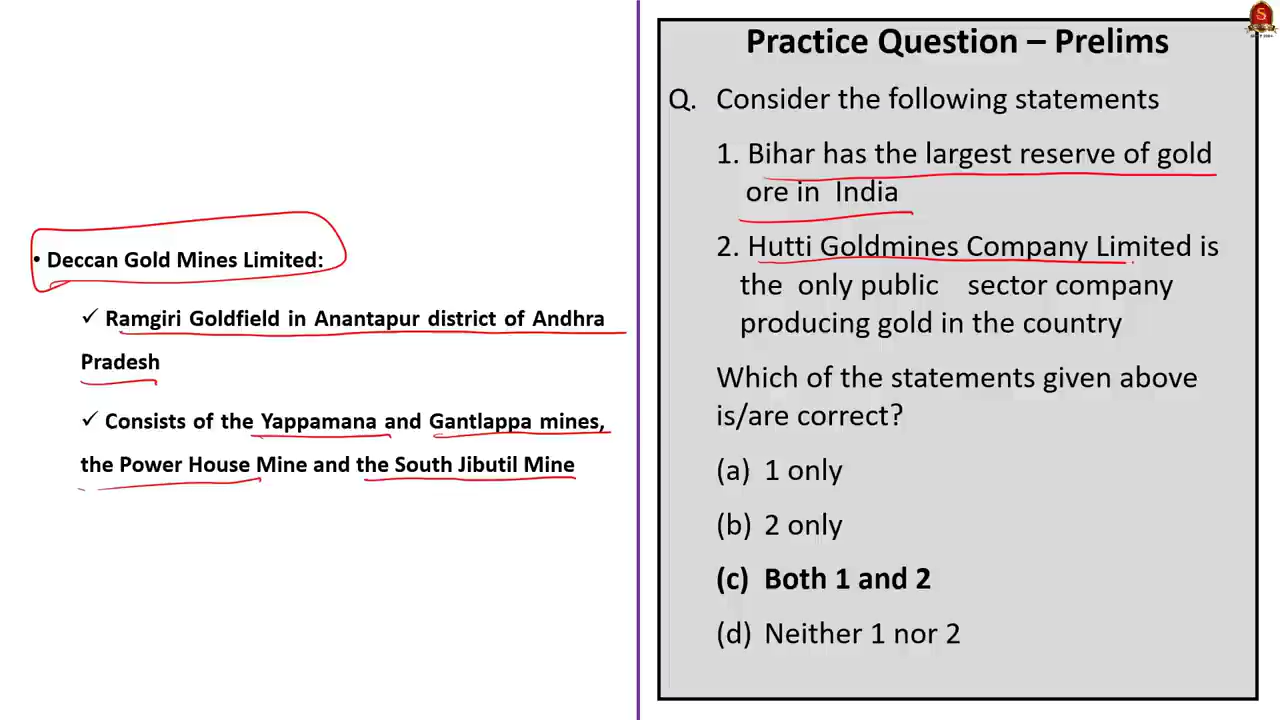 • Deccan Gold Mines Limited:
✓ Ramgiri Goldfield in Anantapur district of Andhra
Pradesh
✓ Consists of the Yappamana and Gantlappa mines,
the Power House Mine and the South Jibutil Mine
Practice Question – Prelims
Q. Consider the following statements
1. Bihar has the largest reserve of gold
ore in India
2. Hutti Goldmines Company Limited is
the only public sector company
producing gold in the country
Which of the statements given above
is/are correct?
(a) 1 only
(b) 2 only
(c) Both 1 and 2
(d) Neither 1 nor 2